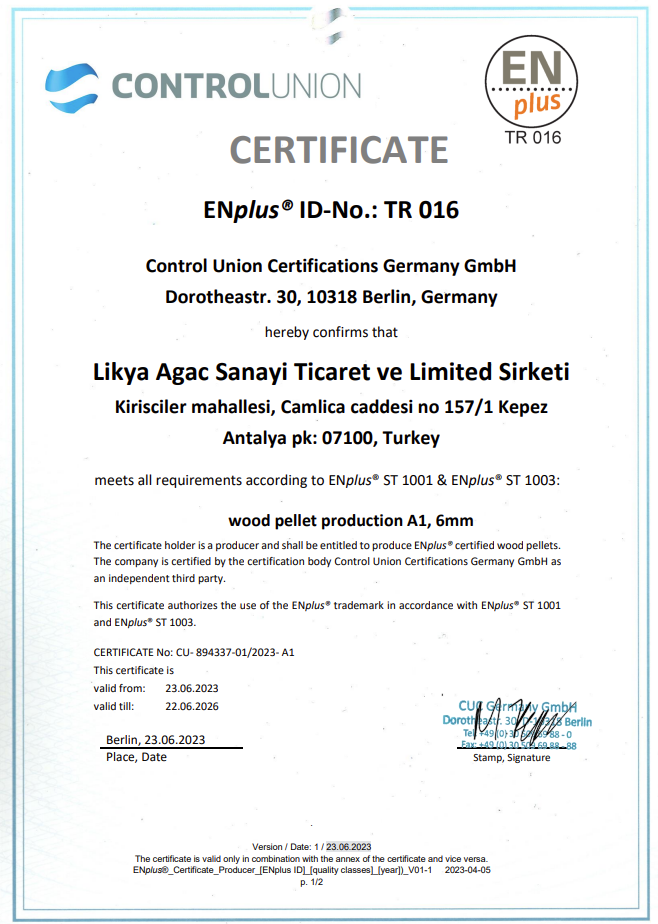 CONTROLUNION
EN
plus
TR 016
CERTIFICATE
ENplus® ID-No.: TR 016
Control Union Certifications Germany GmbH
Dorotheastr. 30, 10318 Berlin, Germany
hereby confirms that
Likya Agac Sanayi Ticaret ve Limited Sirketi
Kirisciler mahallesi, Camlica caddesi no 157/1 Kepez
Antalya pk: 07100, Turkey
meets all requirements according to ENplus® ST 1001 & ENplus® ST 1003:
wood pellet production A1, 6mm
The certificate holder is a producer and shall be entitled to produce ENplus® certified wood pellets.
The company is certified by the certification body Control Union Certifications Germany GmbH as
an independent third party.
This certificate authorizes the use of the ENplus® trademark in accordance with ENplus® ST 1001
and ENplus® ST 1003.
CERTIFICATE No: CU- 894337-01/2023- A1
This certificate is
valid from: 23.06.2023
valid till: 22.06.2026
CUC Germany GmbH
Dorotheastr. 30, D-10318 Berlin
Tel: +49 (0) 30 509 69 88 - 0
Fax: +49 (0) 30 509 69 88 - 88
Berlin, 23.06.2023
Place, Date
Stamp, Signature
Version / Date: 1 / 23.06.2023
The certificate is valid only in combination with the annex of the certificate and vice versa.
ENplus®_Certificate_Producer_[ENplus ID]_[quality classes]_[year])_V01-1 2023-04-05
p. 1/2